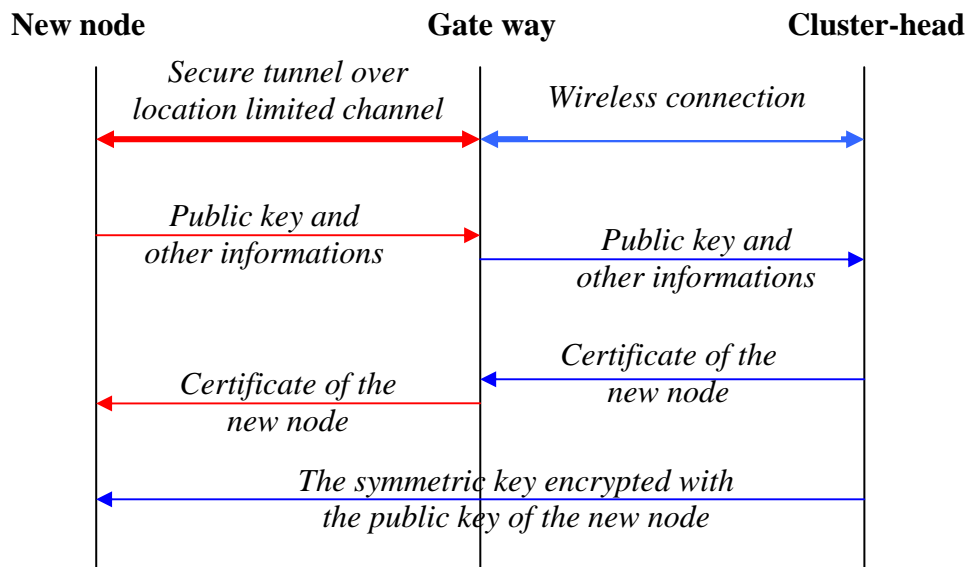 New node Gate way Cluster-head
Secure tunnel over
location limited channel
Wireless connection
Public key and
other informations
Public key and
other informations
Certificate of the
new node
Certificate of the
new node
The symmetric key encrypted with
the public key of the new node